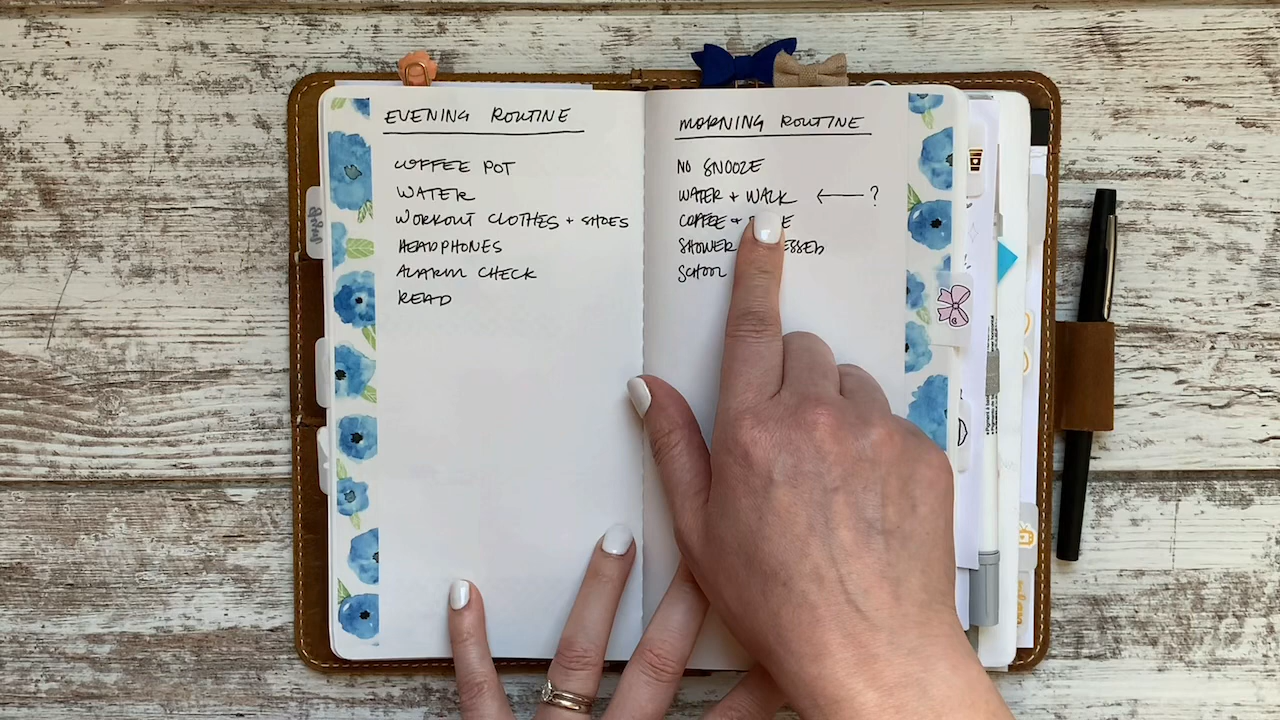 EVENING ROUTINE
COFFEE POT
WATER
WORKOUT CLOTHES + SHOES
HEADPHONES
ALARM CHECK
READ
MORNING ROUTINE
NO SNOOZE
WATER + WALK ← ?
COFFEE +
SHOWER
SCHOOL